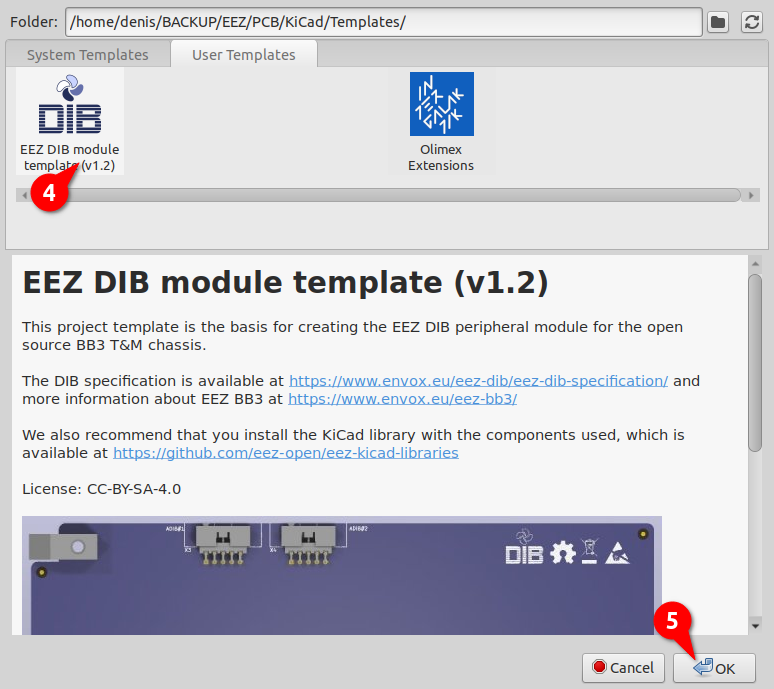 Folder: /home/denis/BACKUP/EEZ/PCB/KiCad/Templates/
System Templates User Templates
DIB
EEZ DIB module
template (v1.2)
Olimex
Extensions
4
EEZ DIB module template (v1.2)
This project template is the basis for creating the EEZ DIB peripheral module for the open
source BB3 T&M chassis.
The DIB specification is available at https://www.envox.eu/eez-dib/eez-dib-specification/ and
more information about EEZ BB3 at https://www.envox.eu/eez-bb3/
We also recommend that you install the KiCad library with the components used, which is
available at https://github.com/eez-open/eez-kicad-libraries
License: CC-BY-SA-4.0
ADIB#1 ADIB#2
X3 X4
DIB
5
Cancel OK